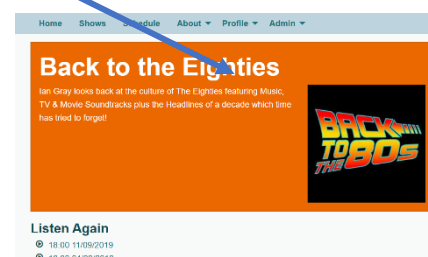 Home Shows Schedule About Profile Admin
Back to the Eighties
Ian Gray looks back at the culture of The Eighties featuring Music,
TV & Movie Soundtracks plus the Headlines of a decade which time
has tried to forget!
BACK
TO THE
80s
Listen Again
18:00 11/09/2019